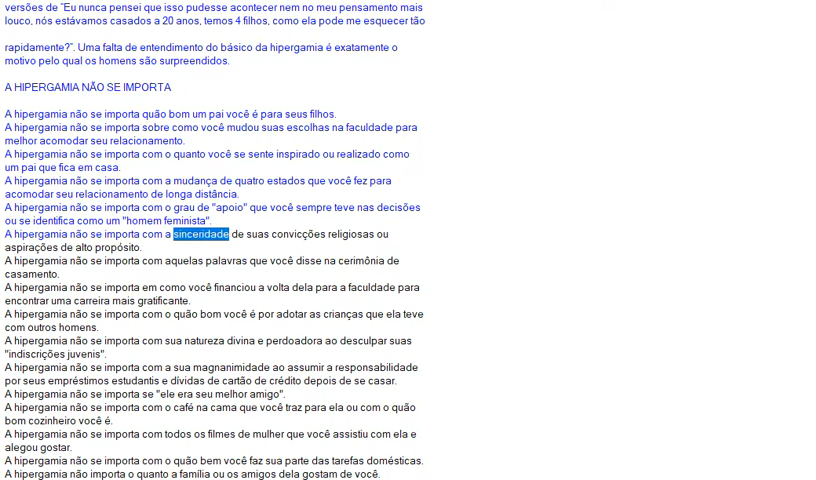 versões de "Eu nunca pensei que isso pudesse acontecer nem no meu pensamento mais
louco, nós estávamos casados a 20 anos, temos 4 filhos, como ela pode me esquecer tão
rapidamente?". Uma falta de entendimento do básico da hipergamia é exatamente o
motivo pelo qual os homens são surpreendidos.
A HIPERGAMIA NÃO SE IMPORTA
A hipergamia não se importa quão bom um pai você é para seus filhos.
A hipergamia não se importa sobre como você mudou suas escolhas na faculdade para
melhor acomodar seu relacionamento.
A hipergamia não se importa com o quanto você se sente inspirado ou realizado como
um pai que fica em casa.
A hipergamia não se importa com a mudança de quatro estados que você fez para
acomodar seu relacionamento de longa distância.
A hipergamia não se importa com o grau de "apoio" que você sempre teve nas decisões
ou se identifica como um "homem feminista".
A hipergamia não se importa com a sinceridade de suas convicções religiosas ou
aspirações de alto propósito.
A hipergamia não se importa com aquelas palavras que você disse na cerimônia de
casamento.
A hipergamia não se importa em como você financiou a volta dela para a faculdade para
encontrar uma carreira mais gratificante.
A hipergamia não se importa com o quão bom você é por adotar as crianças que ela teve
com outros homens.
A hipergamia não se importa com sua natureza divina e perdoadora ao desculpar suas
"indiscrições juvenis".
A hipergamia não se importa com a sua magnanimidade ao assumir a responsabilidade
por seus empréstimos estudantis e dívidas de cartão de crédito depois de se casar.
A hipergamia não se importa se "ele era seu melhor amigo".
A hipergamia não se importa com o café na cama que você traz para ela ou com o quão
bom cozinheiro você é.
A hipergamia não se importa com todos os filmes de mulher que você assistiu com ela e
alegou gostar.
A hipergamia não se importa com o quão bem você faz sua parte das tarefas domésticas.
A hipergamia não importa o quanto a família ou os amigos dela gostam de você.